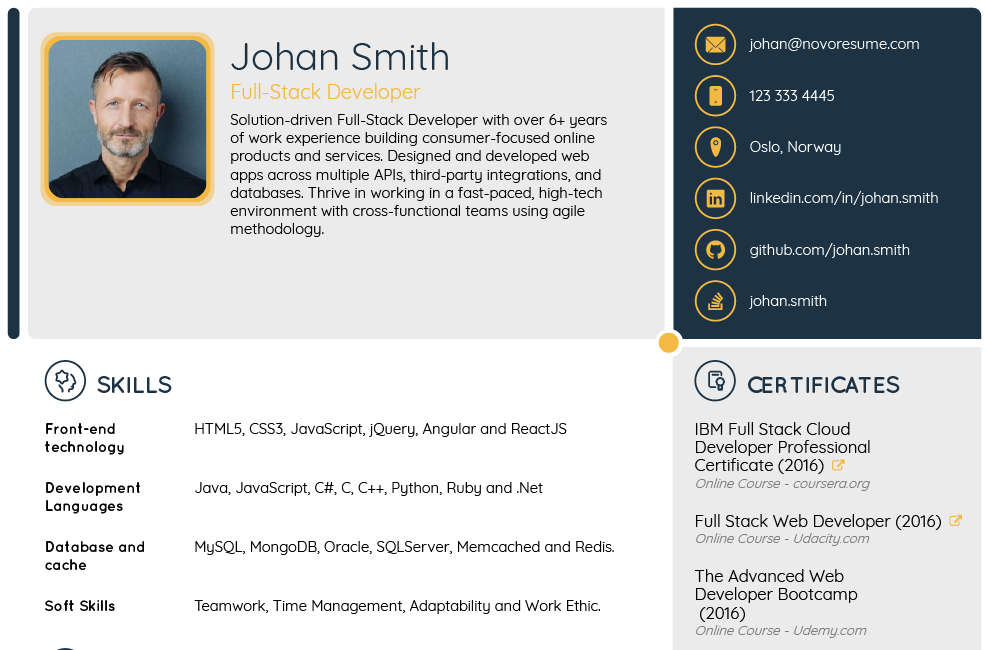 Johan Smith
Full-Stack Developer
Solution-driven Full-Stack Developer with over 6+ years
of work experience building consumer-focused online
products and services. Designed and developed web
apps across multiple APIs, third-party integrations, and
databases. Thrive in working in a fast-paced, high-tech
environment with cross-functional teams using agile
methodology.
johan@novoresume.com
123 333 4445
Oslo, Norway
linkedin.com/in/johan.smith
github.com/johan.smith
johan.smith
SKILLS
Front-end
technology
HTML5, CSS3, JavaScript, jQuery, Angular and ReactJS
Development
Languages
Java, JavaScript, C#, C, C++, Python, Ruby and .Net
Database and
cache
MySQL, MongoDB, Oracle, SQLServer, Memcached and Redis.
Soft Skills
Teamwork, Time Management, Adaptability and Work Ethic.
CERTIFICATES
IBM Full Stack Cloud
Developer Professional
Certificate (2016)
Online Course - coursera.org
Full Stack Web Developer (2016)
Online Course - Udacity.com
The Advanced Web
Developer Bootcamp
(2016)
Online Course - Udemy.com